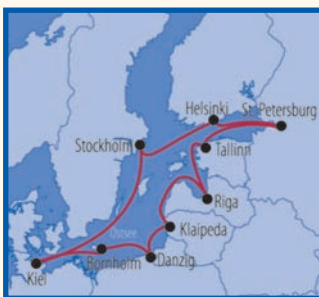 Helsinki
St. Petersburg
Stockholm
Tallinn
Riga
Klaipeda
Ostsee
Bornholm
Danzig
Kiel